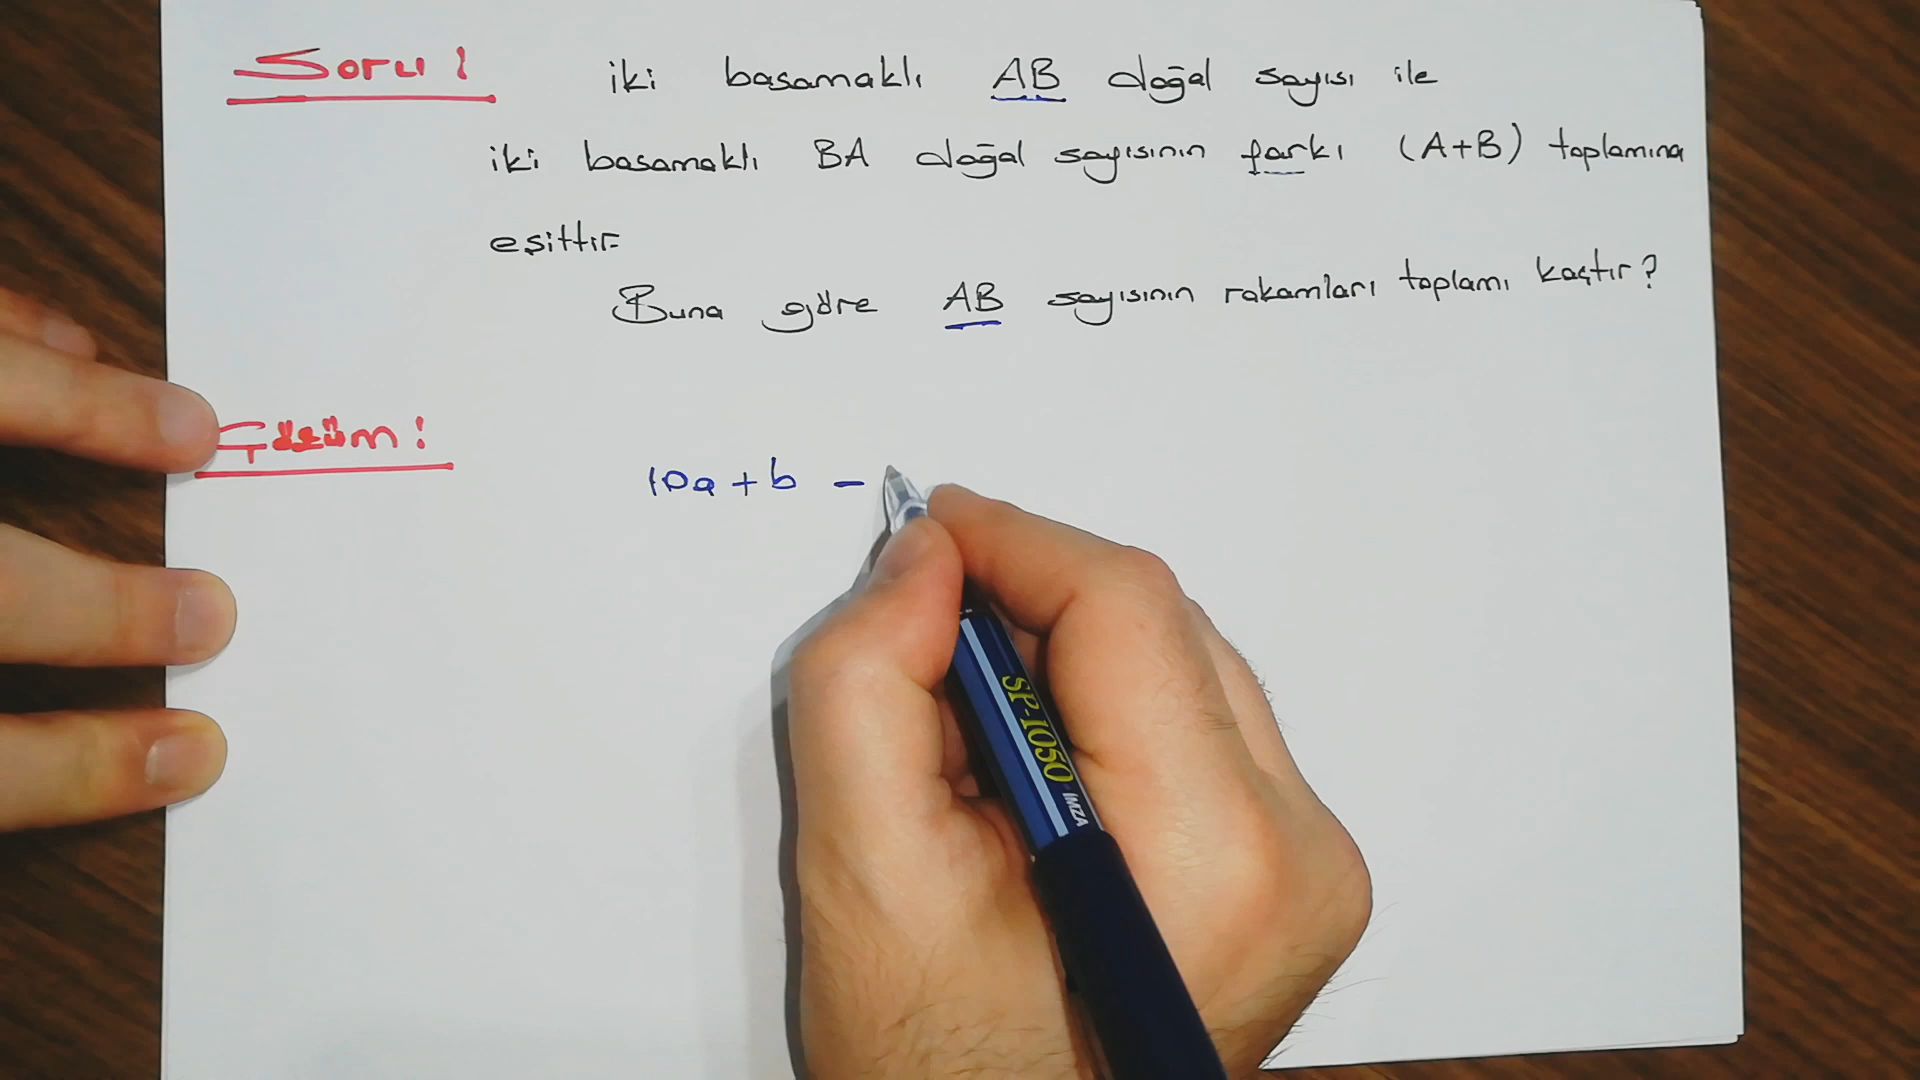 Soru: iki basamaklı AB doğal sayısı ile
iki basamaklı BA doğal sayısının farkı (A+B) toplamına
eşittir.
Buna göre AB sayısının rakamları toplamı kaçtır?
Çözüm:
10a + b -
SP-1050 IMZA